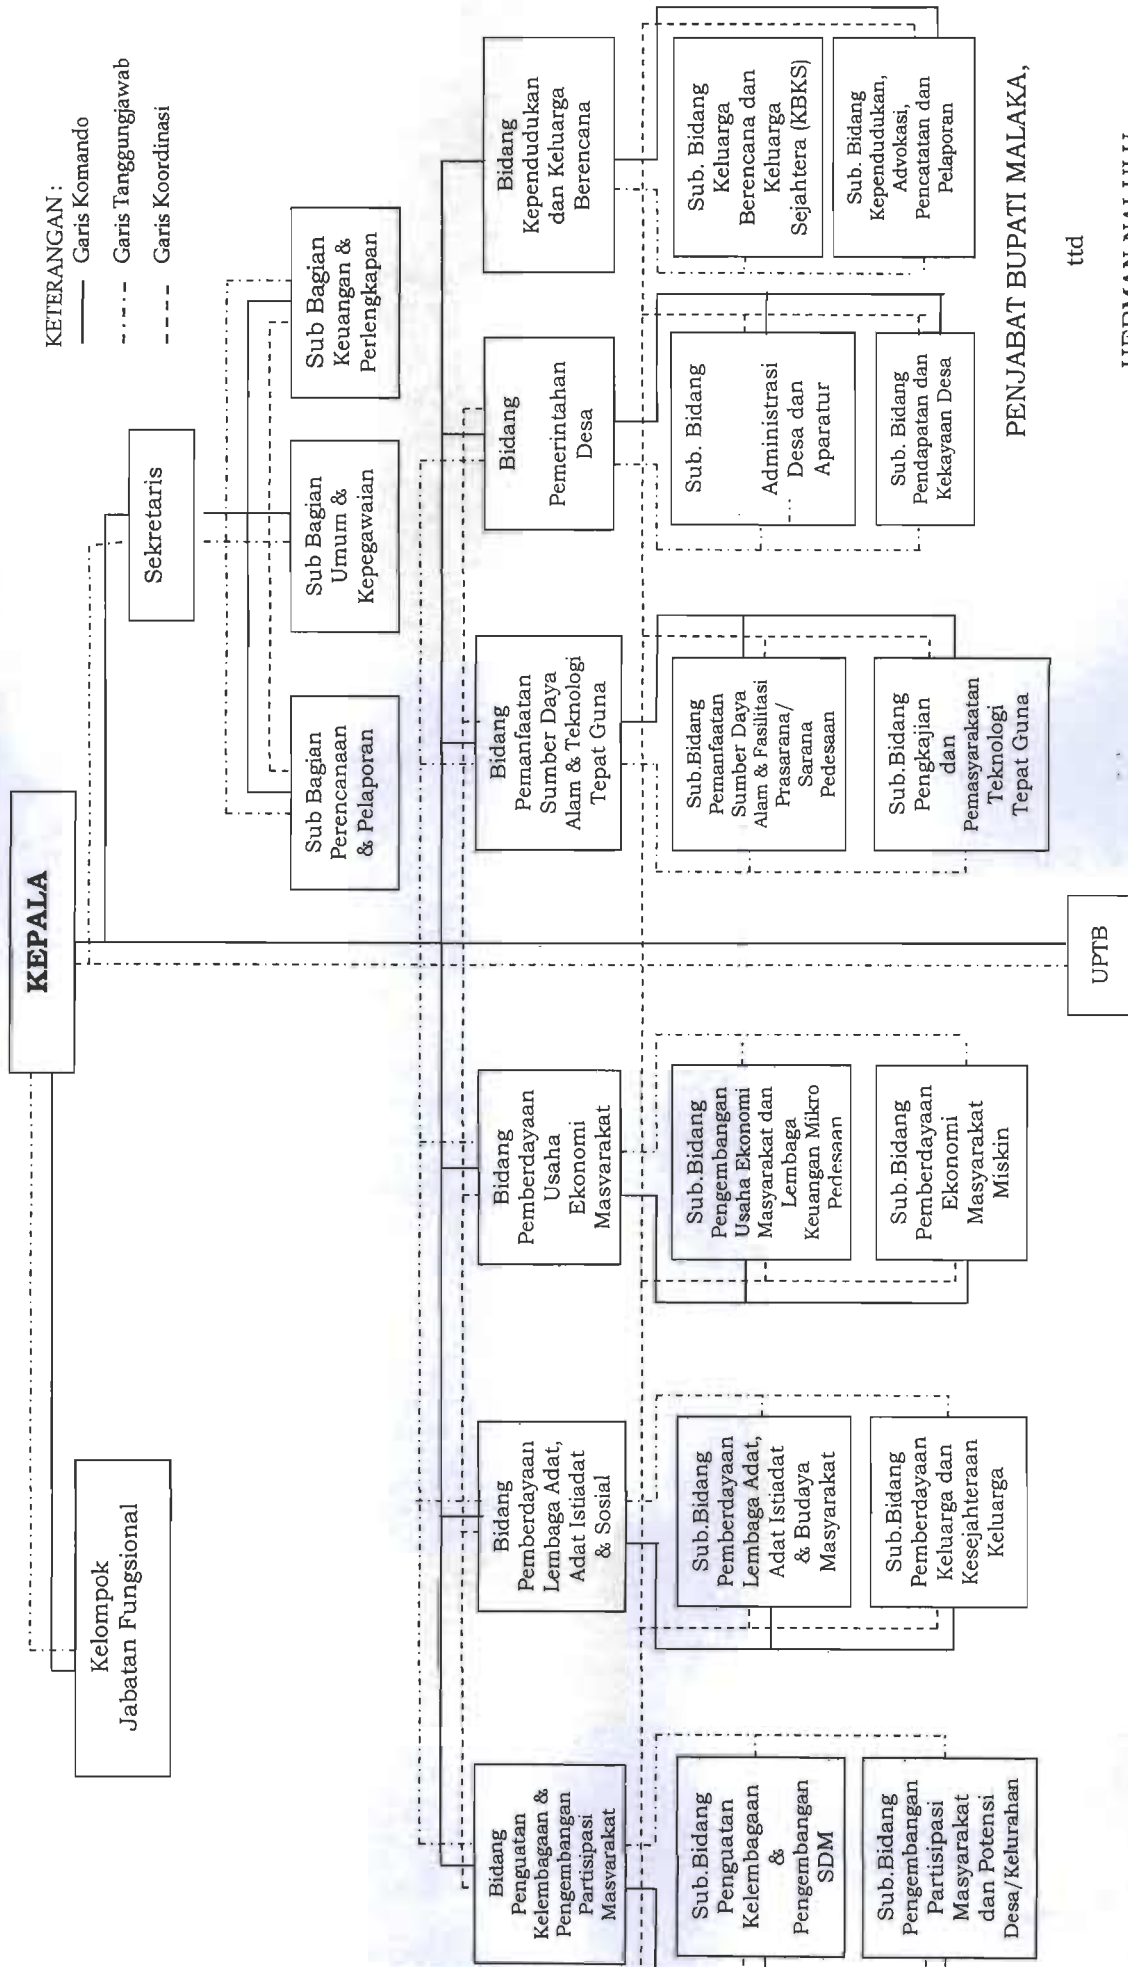 KEPALA
Kelompok
Jabatan Fungsional
KETERANGAN :
Garis Komando
Garis Tanggungjawab
Garis Koordinasi
Sekretaris
Sub Bagian
Perencanaan
& Pelaporan
Sub Bagian
Umum &
Kepegawaian
Sub Bagian
Keuangan &
Perlengkapan
Bidang
Penguatan
Kelembagaan &
Pengembangan
Partisipasi
Masvarakat
Bidang
Pemberdayaan
Lembaga Adat,
Adat Istiadat
& Sosial
Bidang
Pemberdayaan
Usaha
Ekonomi
Masvarakat
Bidang
Pemanfaatan
Sumber Daya
Alam & Teknologi
Tepat Guna
Bidang
Pemerintahan
Desa
Bidang
Kependudukan
dan Keluarga
Berencana
Sub.Bidang
Penguatan
Kelembagaan
&
Pengembangan
SDM
Sub.Bidang
Pengembangan
Partisipasi
Masyarakat
dan Potensi
Desa/Kelurahan
Sub.Bidang
Pemberdayaan
Lembaga Adat,
Adat Istiadat
& Budaya
Masyarakat
Sub.Bidang
Pemberdayaan
Keluarga dan
Kesejahteraan
Keluarga
Sub.Bidang
Pengembangan
Usaha Ekonomi
Masyarakat dan
Lembaga
Keuangan Mikro
Pedesaan
Sub.Bidang
Pemberdayaan
Ekonomi
Masyarakat
Miskin
Sub.Bidang
Pemanfaatan
Sumber Daya
Alam & Fasilitasi
Prasarana/
Sarana
Pedesaan
Sub.Bidang
Pengkajian
dan
Pemasyarakatan
Teknologi
Tepat Guna
Sub. Bidang
Administrasi
Desa dan
Aparatur
Sub. Bidang
Pendapatan dan
Kekayaan Desa
Sub. Bidang
Keluarga
Berencana dan
Keluarga
Sejahtera (KBKS)
Sub. Bidang
Kependudukan,
Advokasi,
Pencatatan dan
Pelaporan
UPTB
PENJABAT BUPATI MALAKA,
ttd